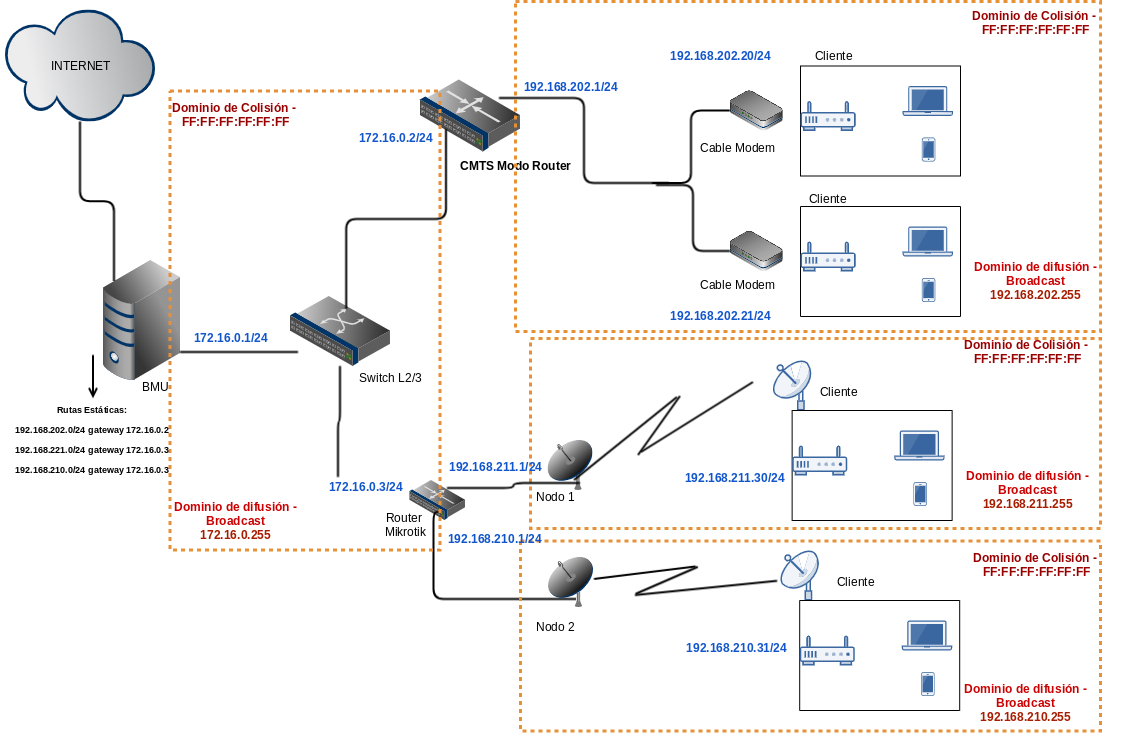 INTERNET
Dominio de Colisión -
FF:FF:FF:FF:FF:FF
172.16.0.2/24
CMTS Modo Router
192.168.202.1/24
Dominio de Colisión -
FF:FF:FF:FF:FF:FF
192.168.202.20/24
Cliente
Cable Modem
Cliente
Cable Modem
192.168.202.21/24
Dominio de difusión -
Broadcast
192.168.202.255
172.16.0.1/24
BMU
Switch L2/3
Rutas Estáticas:
192.168.202.0/24 gateway 172.16.0.2
192.168.221.0/24 gateway 172.16.0.3
192.168.210.0/24 gateway 172.16.0.3
Dominio de difusión -
Broadcast
172.16.0.255
172.16.0.3/24
Router
Mikrotik
192.168.211.1/24
Nodo 1
Dominio de Colisión -
FF:FF:FF:FF:FF:FF
Cliente
192.168.211.30/24
Dominio de difusión -
Broadcast
192.168.211.255
192.168.210.1/24
Nodo 2
Dominio de Colisión -
FF:FF:FF:FF:FF:FF
Cliente
192.168.210.31/24
Dominio de difusión -
Broadcast
192.168.210.255